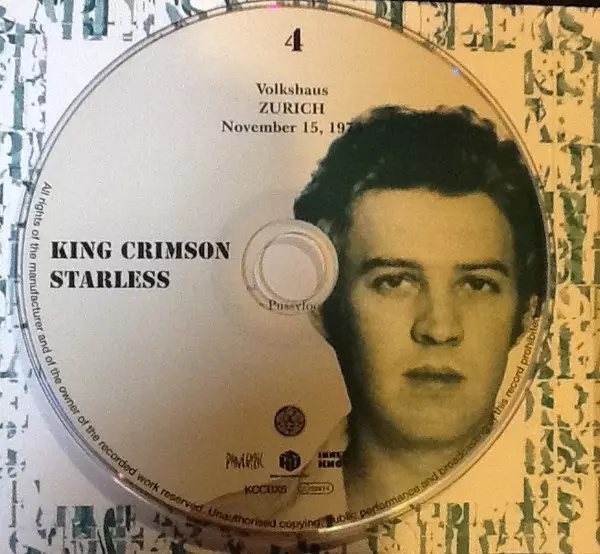 4
Volkshaus
ZURICH
November 15, 197
KING CRIMSON
STARLESS
KCCBX6
All rights of the manufacturer and of the owner of the recorded work reserved. Unauthorised copying, public performance and broadcasting of this record prohibited